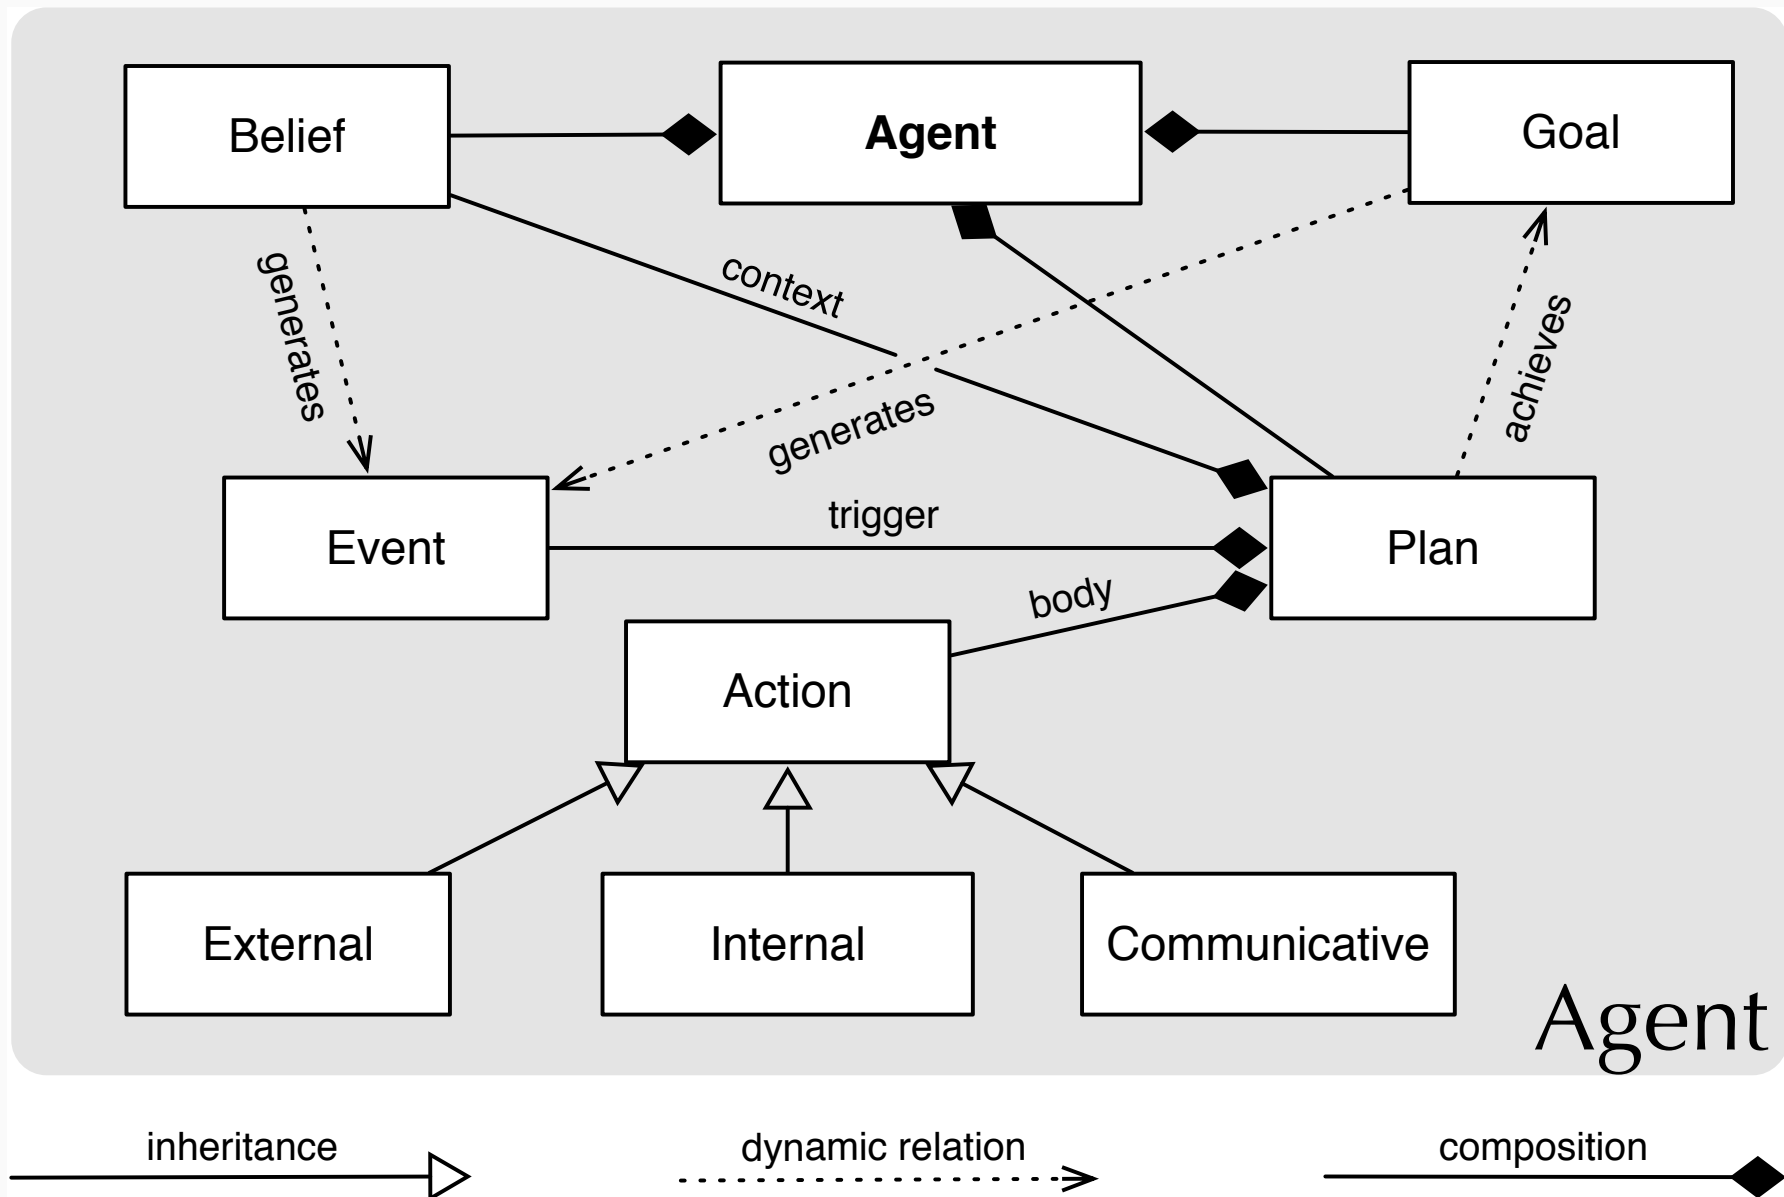 Belief
Agent
Goal
generates
context
generates
achieves
Event
trigger
Plan
body
Action
External
Internal
Communicative
Agent
inheritance
dynamic relation
composition